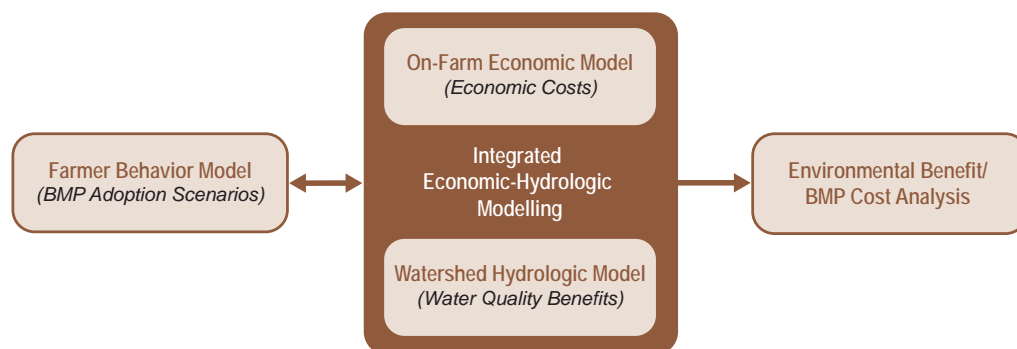 On-Farm Economic Model
(Economic Costs)
Farmer Behavior Model
(BMP Adoption Scenarios)
Integrated
Economic-Hydrologic
Modelling
Environmental Benefit/
BMP Cost Analysis
Watershed Hydrologic Model
(Water Quality Benefits)